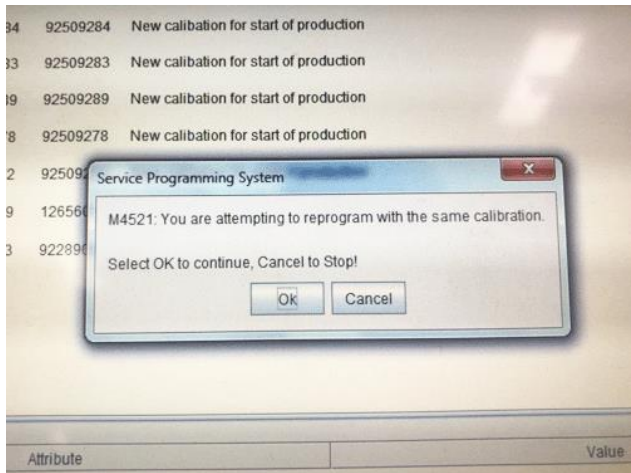 84 92509284 New calibation for start of production
33 92509283 New calibation for start of production
39 92509289 New calibation for start of production
78 92509278 New calibation for start of production
2 92509
Service Programming System
9 12656
M4521: You are attempting to reprogram with the same calibration.
3 92289
Select OK to continue, Cancel to Stop!
Ok Cancel
Attribute Value